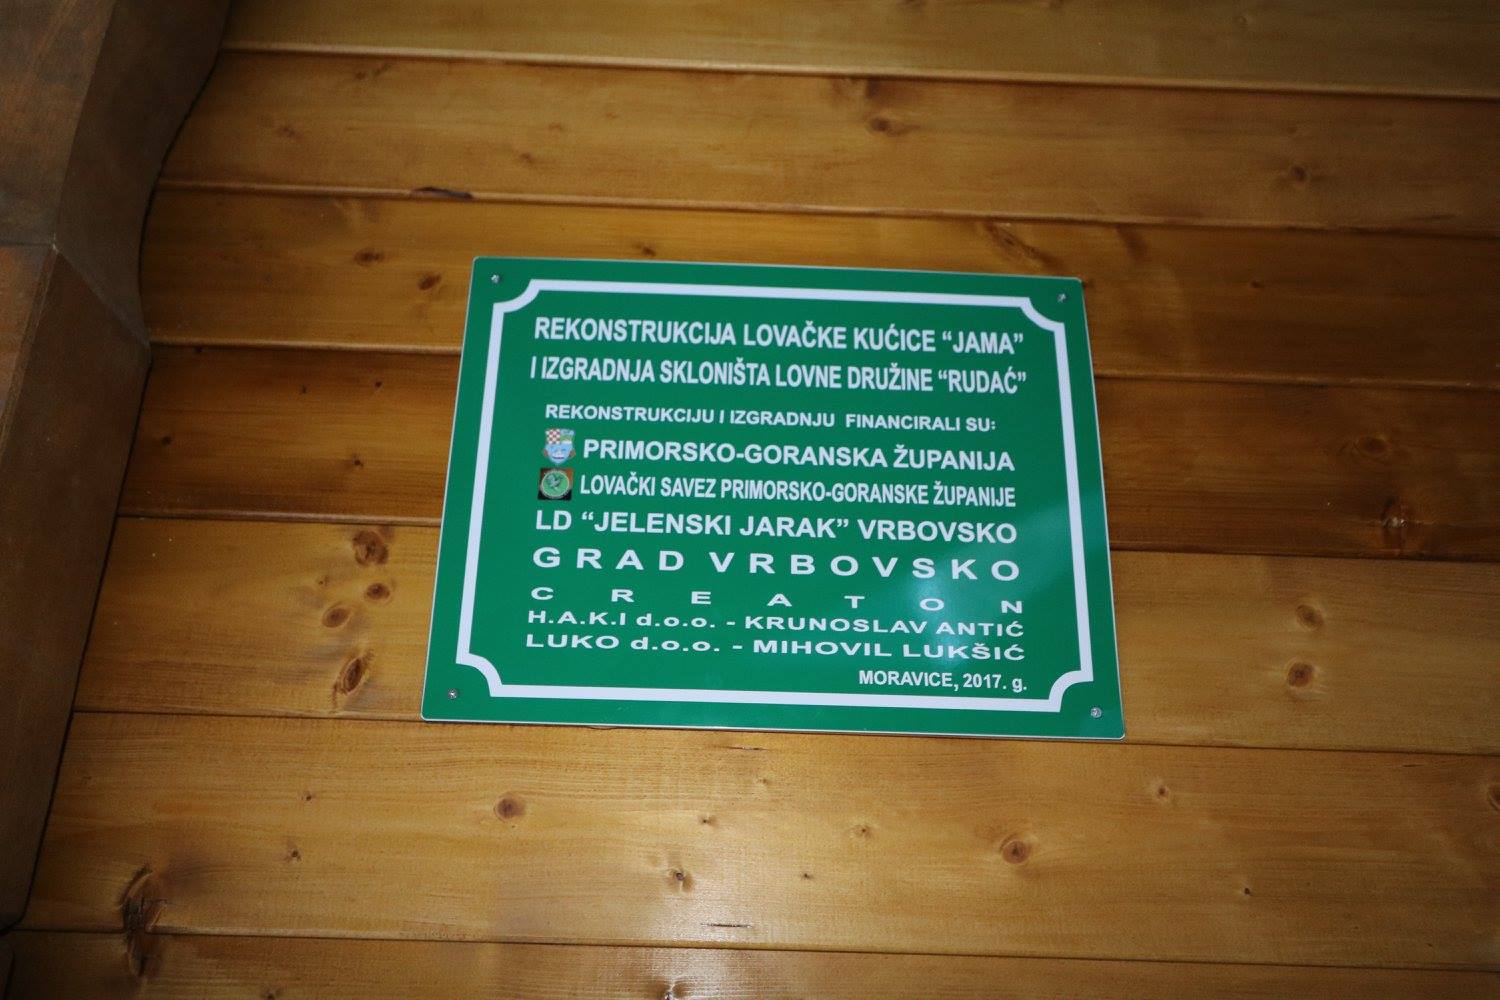 REKONSTRUKCIJA LOVAČKE KUĆICE “JAMA”
I IZGRADNJA SKLONIŠTA LOVNE DRUŽINE “RUDAĆ”
REKONSTRUKCIJU I IZGRADNJU FINANCIRALI SU:
PRIMORSKO-GORANSKA ŽUPANIJA
LOVAČKI SAVEZ PRIMORSKO-GORANSKE ŽUPANIJE
LD “JELENSKI JARAK” VRBOVSKO
GRAD VRBOVSKO
CREATON
H.A.K.I d.o.o. - KRUNOSLAV ANTIĆ
LUKO d.o.o. - MIHOVIL LUKŠIĆ
MORAVICE, 2017. g.